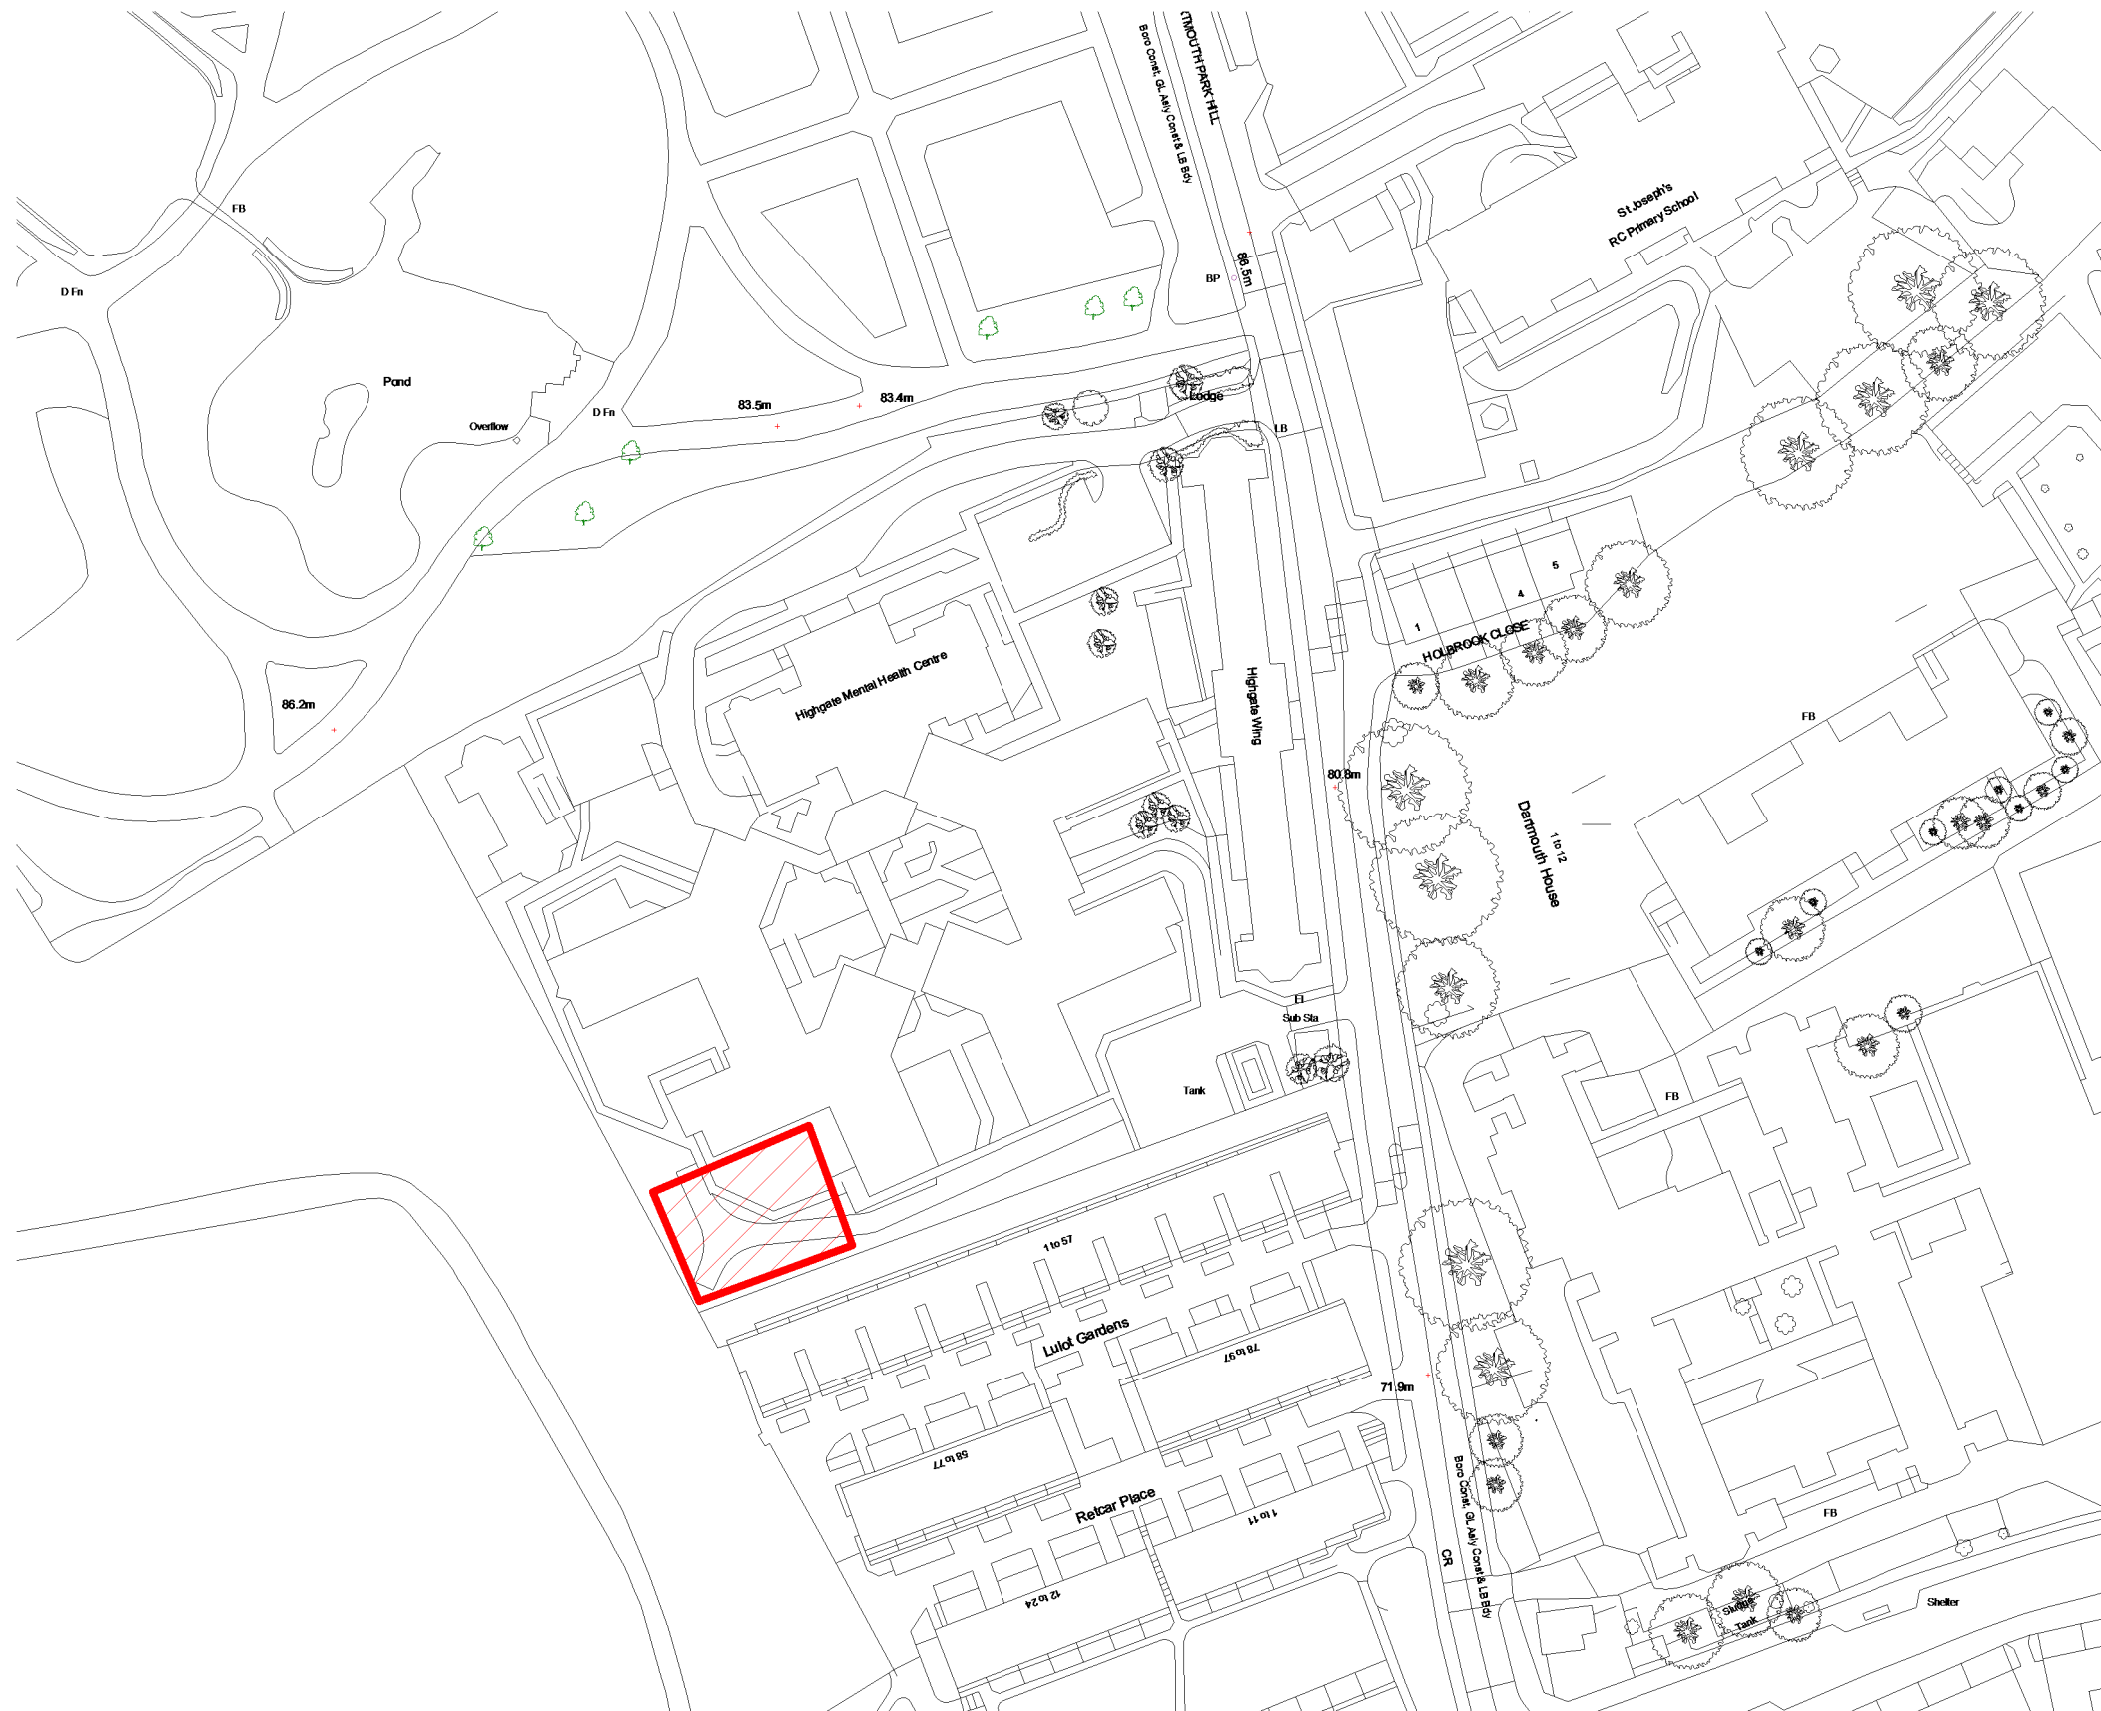 TMOUTH PARK HILL
Boro Const, GL Asly Const & LB Bdy
St Joseph's
RC Primary School
FB
BP
86.5m
D Fn
Pond
Overflow
D Fn
83.5m
83.4m
Lodge
LB
5
4
1
HOLBROOK CLOSE
Highgate Mental Health Centre
Highgate Wing
86.2m
FB
80.8m
1 to 12
Dartmouth House
El
Sub Sta
Tank
FB
1 to 57
Lulot Gardens
78 to 97
71.9m
58 to 77
Retcar Place
1 to 11
12 to 24
CR
Boro Const, GL Asly Const & LB Bdy
FB
Sludge
Tank
Shelter